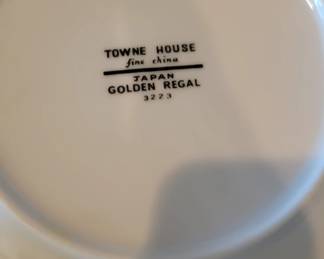 TOWNE HOUSE
fine china
JAPAN
GOLDEN REGAL
3223